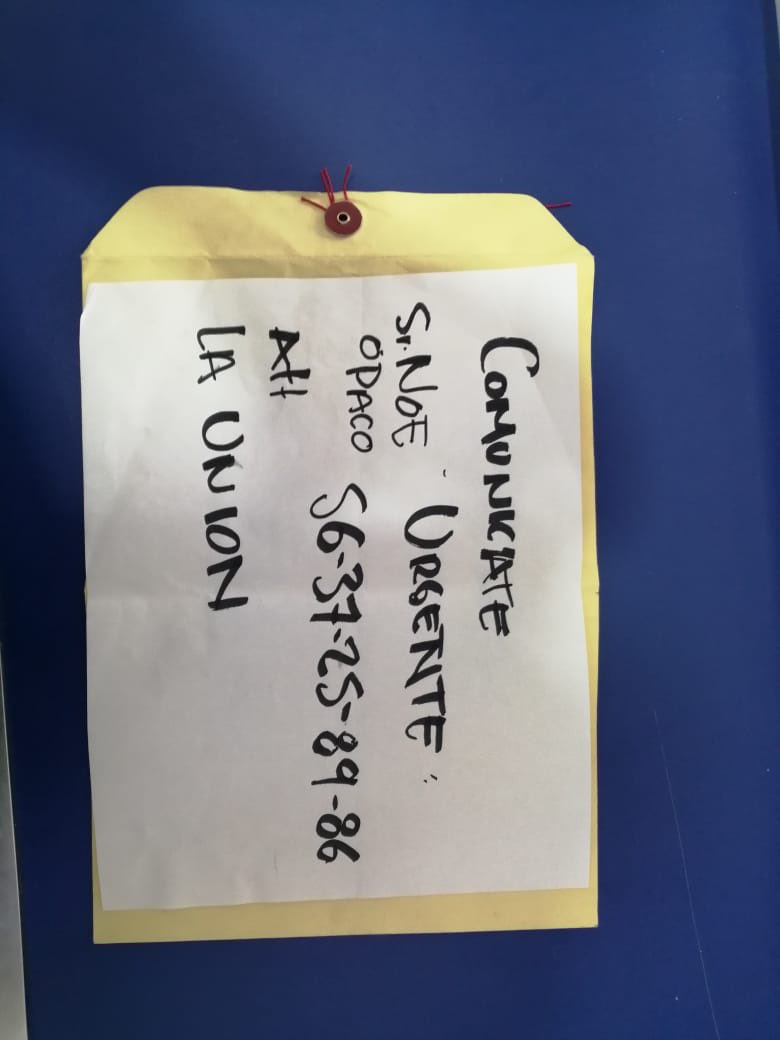 COMUNICATE
Sr. NOE "URGENTE"
O PACO 56-37-25-89-86
Att
LA UNION